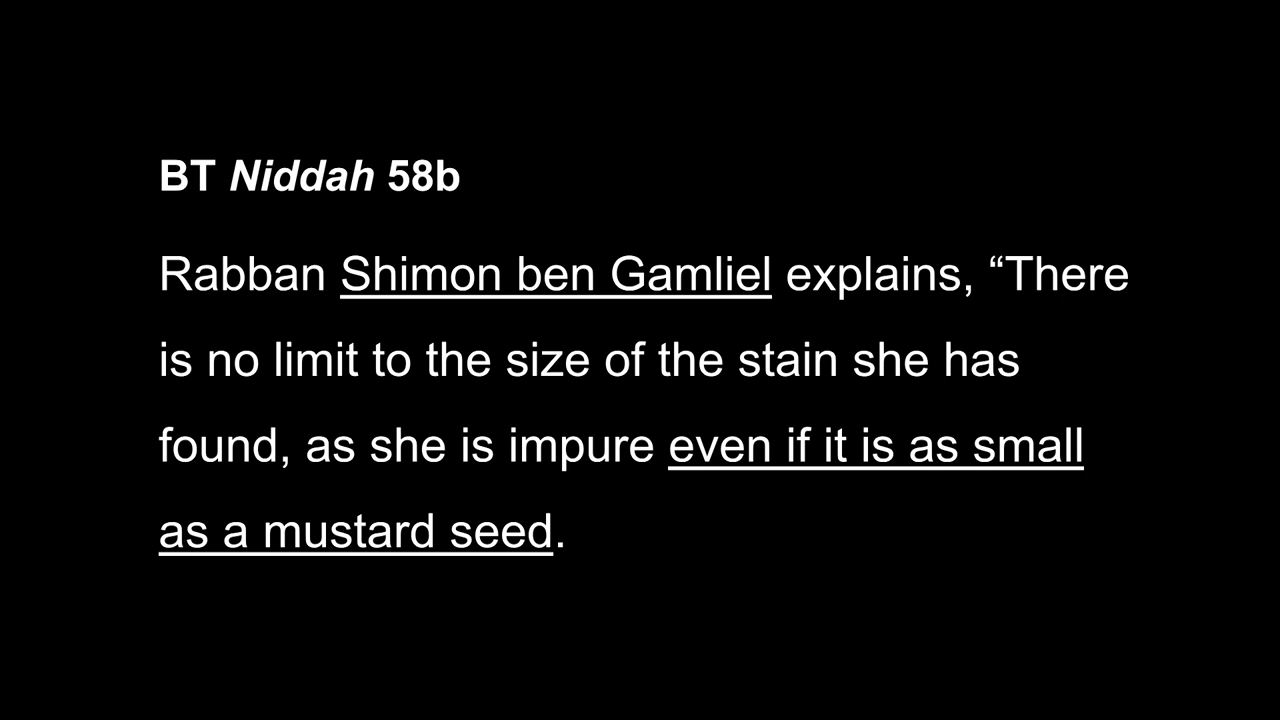 BT Niddah 58b
Rabban Shimon ben Gamliel explains, “There
is no limit to the size of the stain she has
found, as she is impure even if it is as small
as a mustard seed.